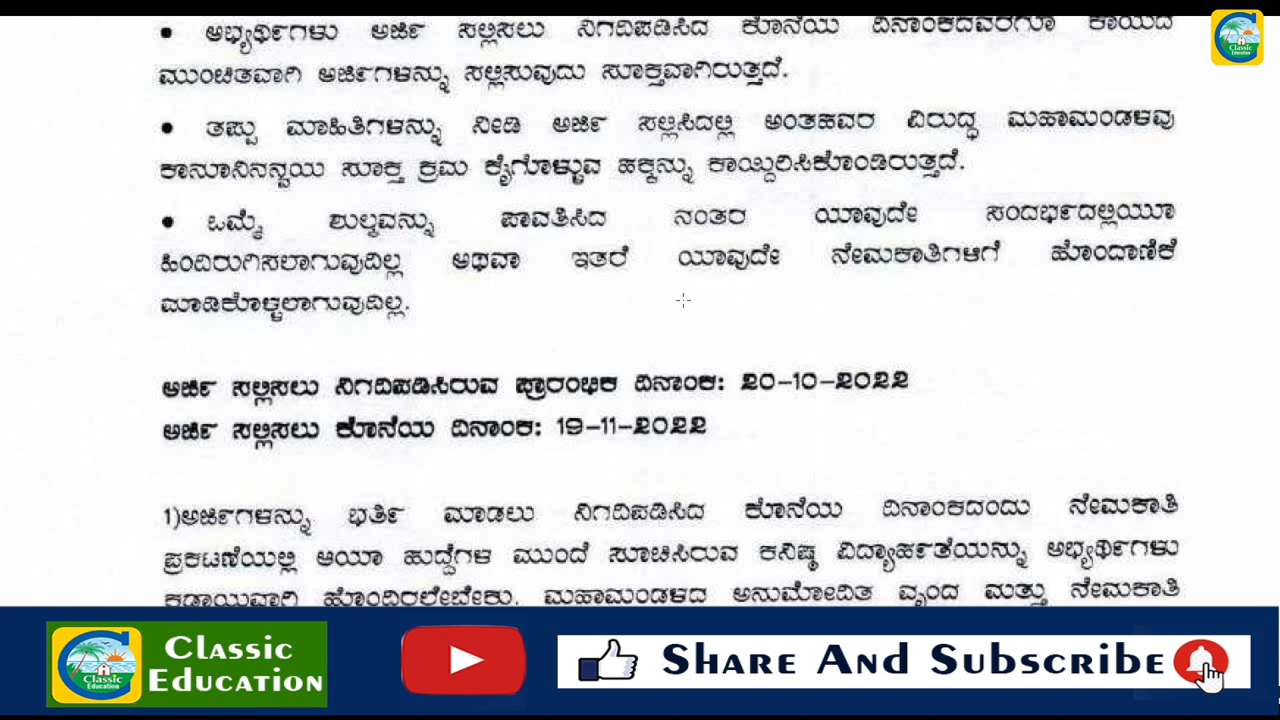 • ಅಭ್ಯರ್ಥಿಗಳು ಅರ್ಜಿ ಸಲ್ಲಿಸಲು ನಿಗದಿಪಡಿಸಿದ ಕೊನೆಯ ದಿನಾಂಕದವರೆಗೂ ಕಾಯದೆ
ಮುಂಚಿತವಾಗಿ ಅರ್ಜಿಗಳನ್ನು ಸಲ್ಲಿಸುವುದು ಸೂಕ್ತವಾಗಿರುತ್ತದೆ.
• ತಪ್ಪು ಮಾಹಿತಿಗಳನ್ನು ನೀಡಿ ಅರ್ಜಿ ಸಲ್ಲಿಸಿದಲ್ಲಿ ಅಂತಹವರ ವಿರುದ್ಧ ಮಹಾಮಂಡಳವು
ಕಾನೂನಿನನ್ವಯ ಸೂಕ್ತ ಕ್ರಮ ಕೈಗೊಳ್ಳುವ ಹಕ್ಕನ್ನು ಕಾಯ್ದಿರಿಸಿಕೊಂಡಿರುತ್ತದೆ.
• ಒಮ್ಮೆ ಶುಲ್ಕವನ್ನು ಪಾವತಿಸಿದ ನಂತರ ಯಾವುದೇ ಸಂದರ್ಭದಲ್ಲಿಯೂ
ಹಿಂದಿರುಗಿಸಲಾಗುವುದಿಲ್ಲ ಅಥವಾ ಇತರೆ ಯಾವುದೇ ನೇಮಕಾತಿಗಳಿಗೆ ಹೊಂದಾಣಿಕೆ
ಮಾಡಿಕೊಳ್ಳಲಾಗುವುದಿಲ್ಲ.
ಅರ್ಜಿ ಸಲ್ಲಿಸಲು ನಿಗದಿಪಡಿಸಿರುವ ಪ್ರಾರಂಭಿಕ ದಿನಾಂಕ: 20-10-2022
ಅರ್ಜಿ ಸಲ್ಲಿಸಲು ಕೊನೆಯ ದಿನಾಂಕ: 19-11-2022
1)ಅರ್ಜಿಗಳನ್ನು ಭರ್ತಿ ಮಾಡಲು ನಿಗದಿಪಡಿಸಿದ ಕೊನೆಯ ದಿನಾಂಕದಂದು ನೇಮಕಾತಿ
ಪ್ರಕಟಣೆಯಲ್ಲಿ ಆಯಾ ಹುದ್ದೆಗಳ ಮುಂದೆ ಸೂಚಿಸಿರುವ ಕನಿಷ್ಠ ವಿದ್ಯಾರ್ಹತೆಯನ್ನು ಅಭ್ಯರ್ಥಿಗಳು
ಕಡ್ಡಾಯವಾಗಿ ಹೊಂದಿರಲೇಬೇಕು. ಮಹಾಮಂಡಳದ ಅನುಮೋದಿತ ವೃಂದ ಮತ್ತು ನೇಮಕಾತಿ
Classic
Education
Classic
Education
Classic
Education
Share And Subscribe